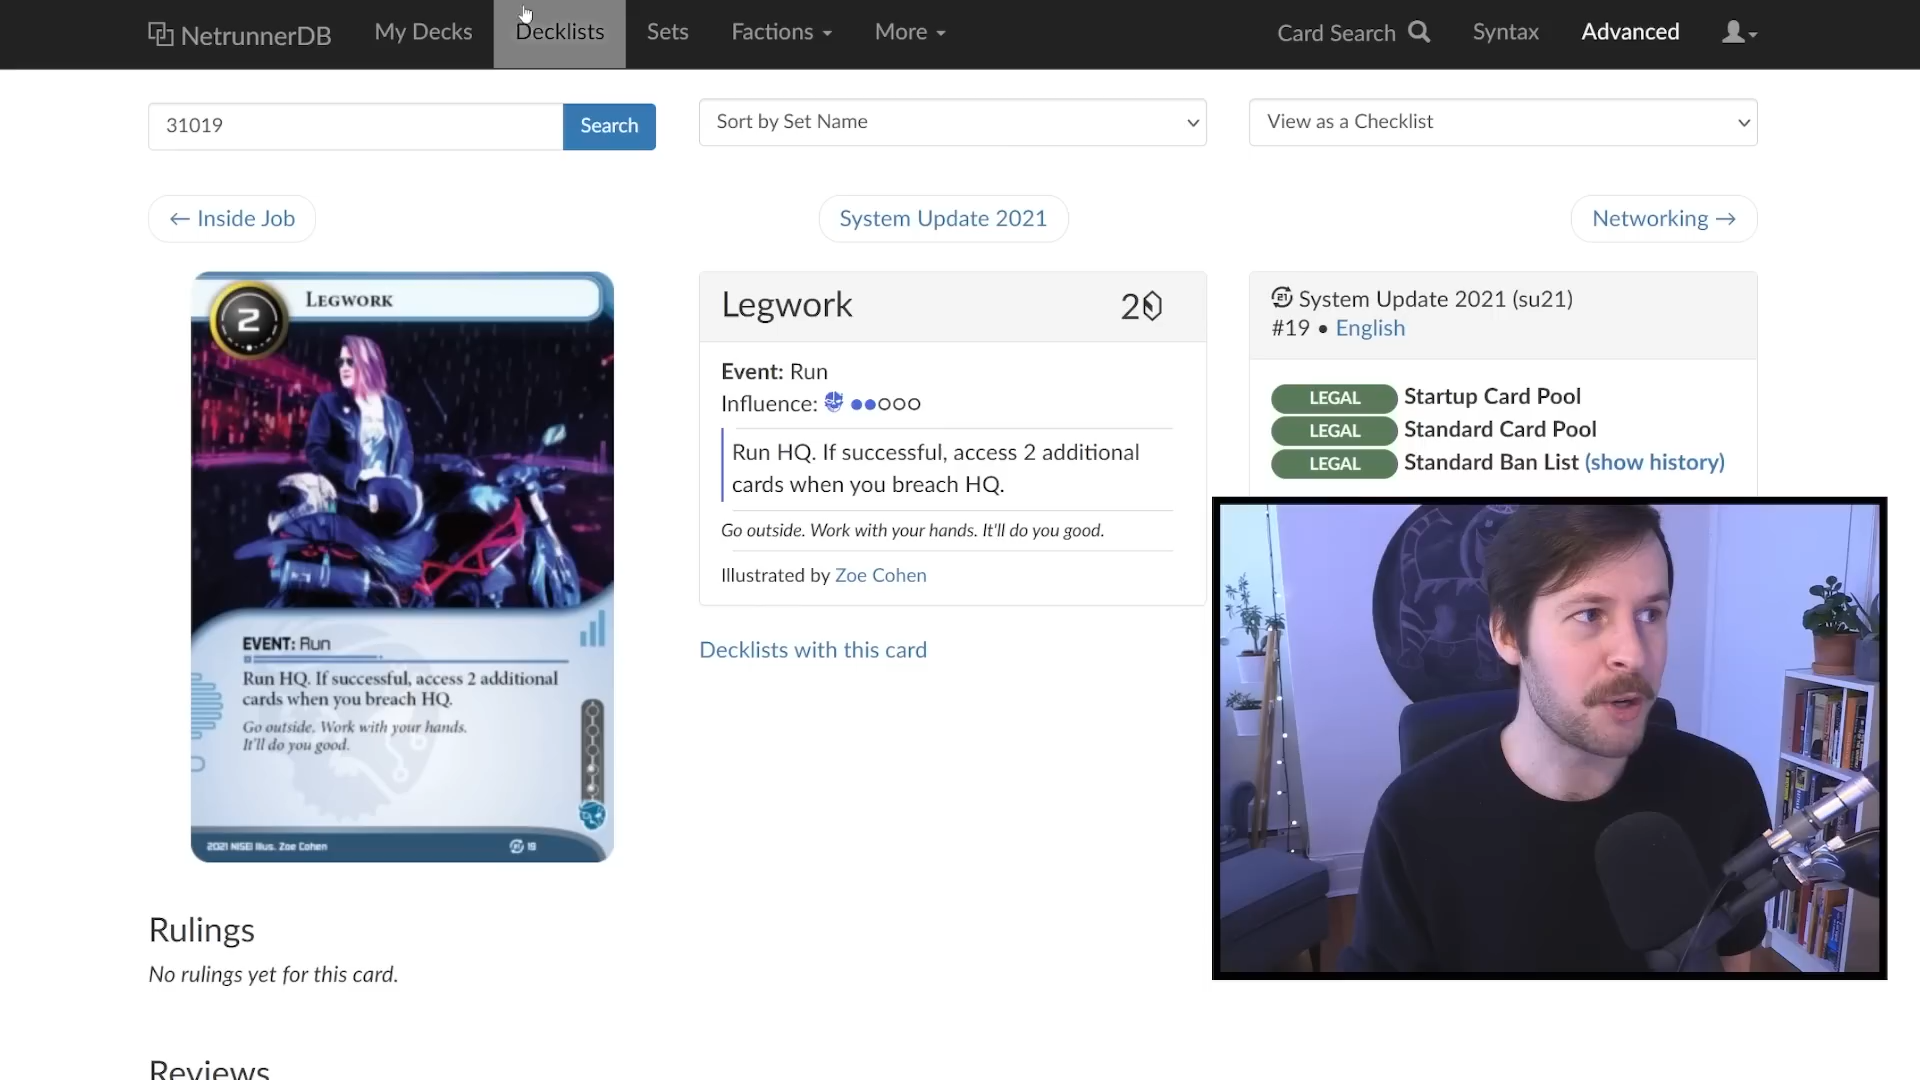 NetrunnerDB
My Decks
Decklists
Sets
Factions
More
Card Search
Syntax
Advanced
31019
Search
Sort by Set Name
View as a Checklist
← Inside Job
System Update 2021
Networking →
2
LEGWORK
EVENT: Run
Run HQ. If successful, access 2 additional
cards when you breach HQ.
Go outside. Work with your hands.
It'll do you good.
2021 NISEI Illus. Zoe Cohen
19
Legwork
2
Event: Run
Influence:
Run HQ. If successful, access 2 additional
cards when you breach HQ.
Go outside. Work with your hands. It'll do you good.
Illustrated by Zoe Cohen
Decklists with this card
System Update 2021 (su21)
#19 • English
LEGAL Startup Card Pool
LEGAL Standard Card Pool
LEGAL Standard Ban List (show history)
Rulings
No rulings yet for this card.
Reviews